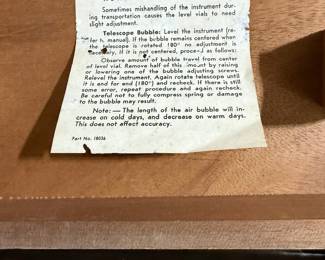 Sometimes mishandling of the instrument dur-
ing transportation causes the level vials to need
slight adjustment.
Telescope Bubble: Level the instrument (re-
fer h. manual). If the bubble remains centered when
the telescope is rotated 180° no adjustment is
necessary. If it is not centered, proceed as follows:
Observe amount of bubble travel from center
of level vial. Remove half of this amount by raising
or lowering one of the bubble adjusting screws.
Relevel the instrument. Again rotate telescope until
it is end for end (180°) and recheck. If there is still
some error, repeat procedure and again recheck.
Be careful not to fully compress spring or damage
to the bubble may result.
Note: — The length of the air bubble will in-
crease on cold days, and decrease on warm days.
This does not affect accuracy.
Part No. 18036